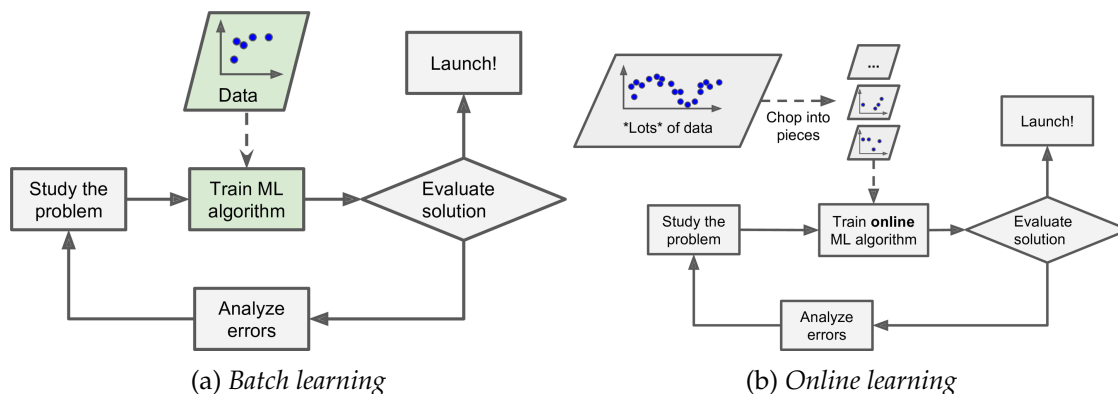 Data
Launch!
Study the
problem
Train ML
algorithm
Evaluate
solution
Analyze
errors
(a) Batch learning
*Lots* of data
Chop into
pieces
...
Launch!
Study the
problem
Train online
ML algorithm
Evaluate
solution
Analyze
errors
(b) Online learning